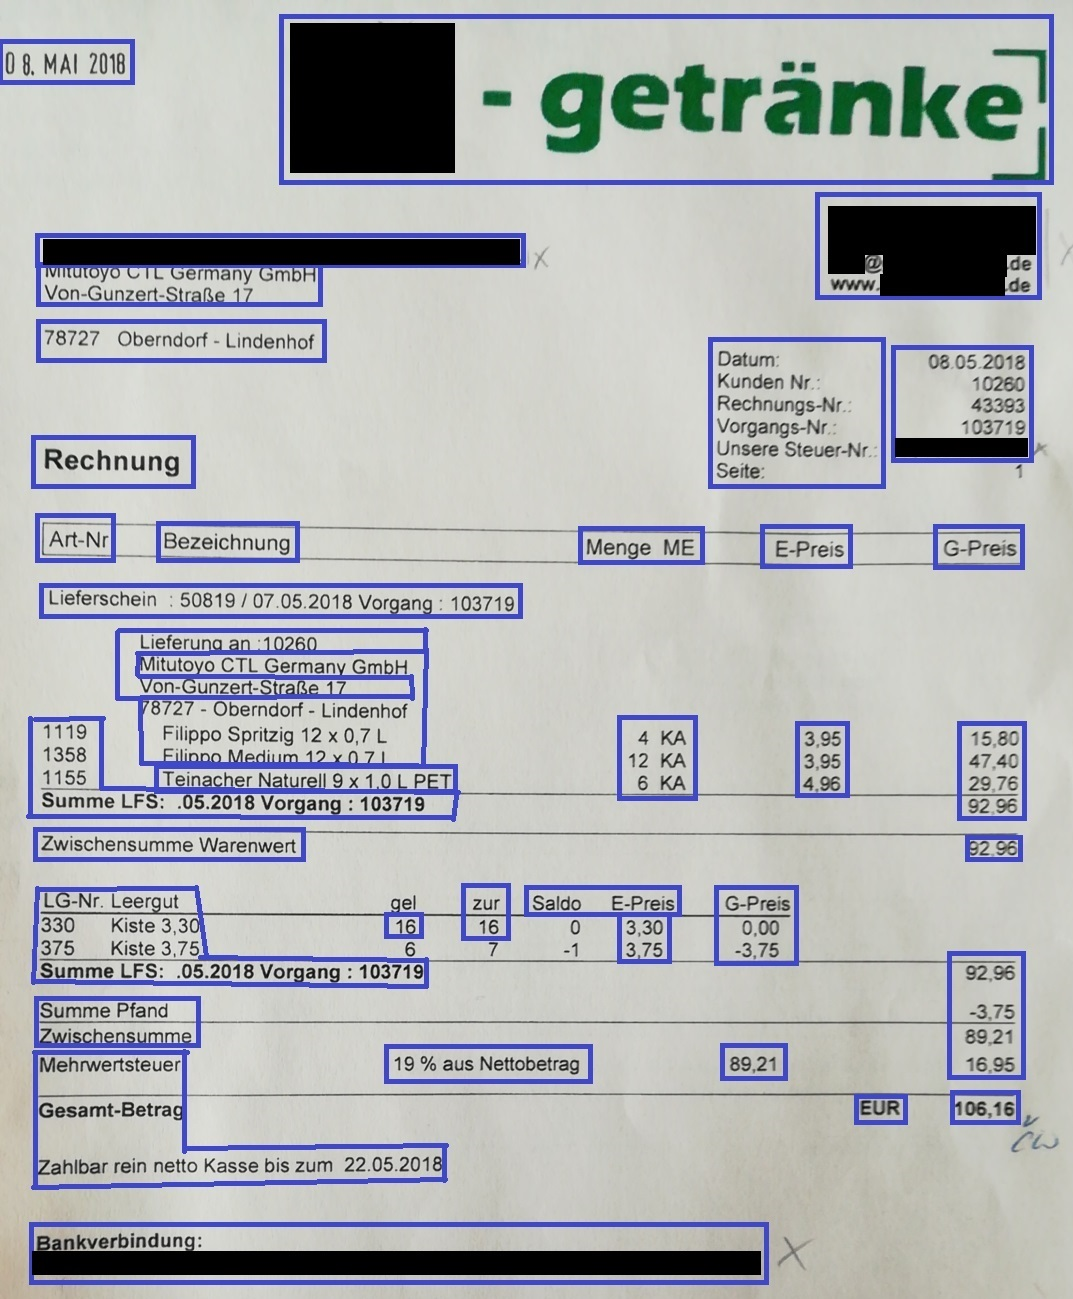 08. MAI 2018
- getränke
@ .de
www. .de
Mitutoyo CTL Germany GmbH
Von-Gunzert-Straße 17
78727 Oberndorf - Lindenhof
Datum: 08.05.2018
Kunden Nr.: 10260
Rechnungs-Nr.: 43393
Vorgangs-Nr.: 103719
Unsere Steuer-Nr.:
Seite: 1
Rechnung
Art-Nr Bezeichnung Menge ME E-Preis G-Preis
Lieferschein : 50819 / 07.05.2018 Vorgang : 103719
Lieferung an :10260
Mitutoyo CTL Germany GmbH
Von-Gunzert-Straße 17
78727 - Oberndorf - Lindenhof
1119 Filippo Spritzig 12 x 0,7 L 4 KA 3,95 15,80
1358 Filippo Medium 12 x 0,7 L 12 KA 3,95 47,40
1155 Teinacher Naturell 9 x 1,0 L PET 6 KA 4,96 29,76
Summe LFS: .05.2018 Vorgang : 103719 92,96
Zwischensumme Warenwert 92,96
LG-Nr. Leergut gel zur Saldo E-Preis G-Preis
330 Kiste 3,30 16 16 0 3,30 0,00
375 Kiste 3,75 6 7 -1 3,75 -3,75
Summe LFS: .05.2018 Vorgang : 103719 92,96
Summe Pfand -3,75
Zwischensumme 89,21
Mehrwertsteuer 19 % aus Nettobetrag 89,21 16,95
Gesamt-Betrag EUR 106,16
Zahlbar rein netto Kasse bis zum 22.05.2018
Bankverbindung: